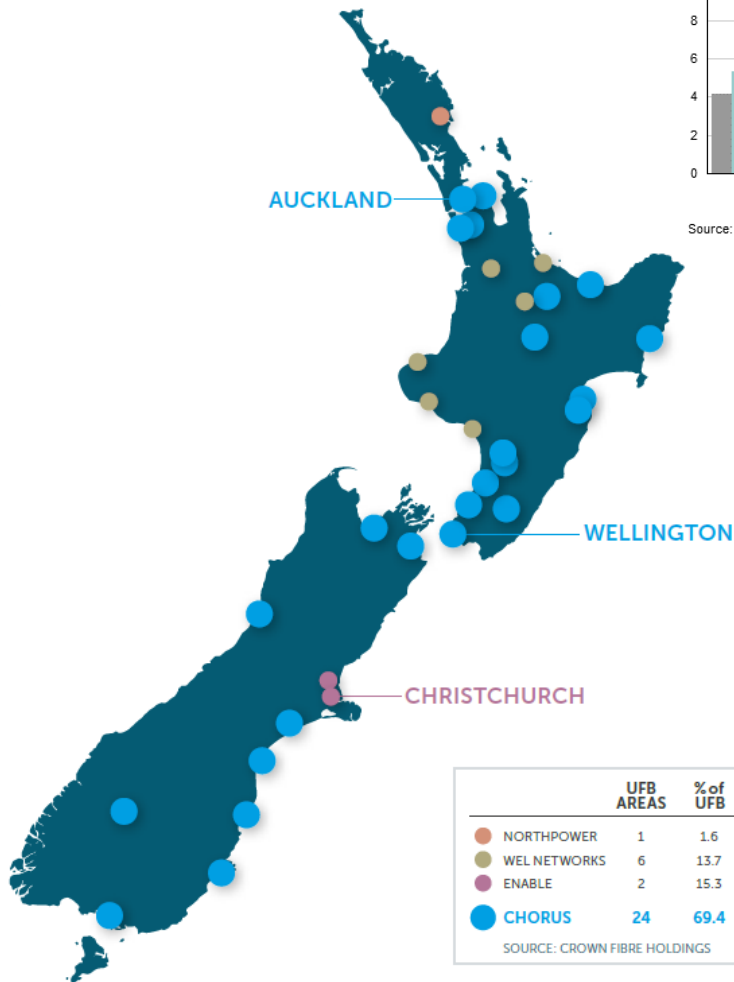 8
6
4
2
0
Source:
AUCKLAND
WELLINGTON
CHRISTCHURCH
UFB AREAS % of UFB
NORTHPOWER 1 1.6
WEL NETWORKS 6 13.7
ENABLE 2 15.3
CHORUS 24 69.4
SOURCE: CROWN FIBRE HOLDINGS